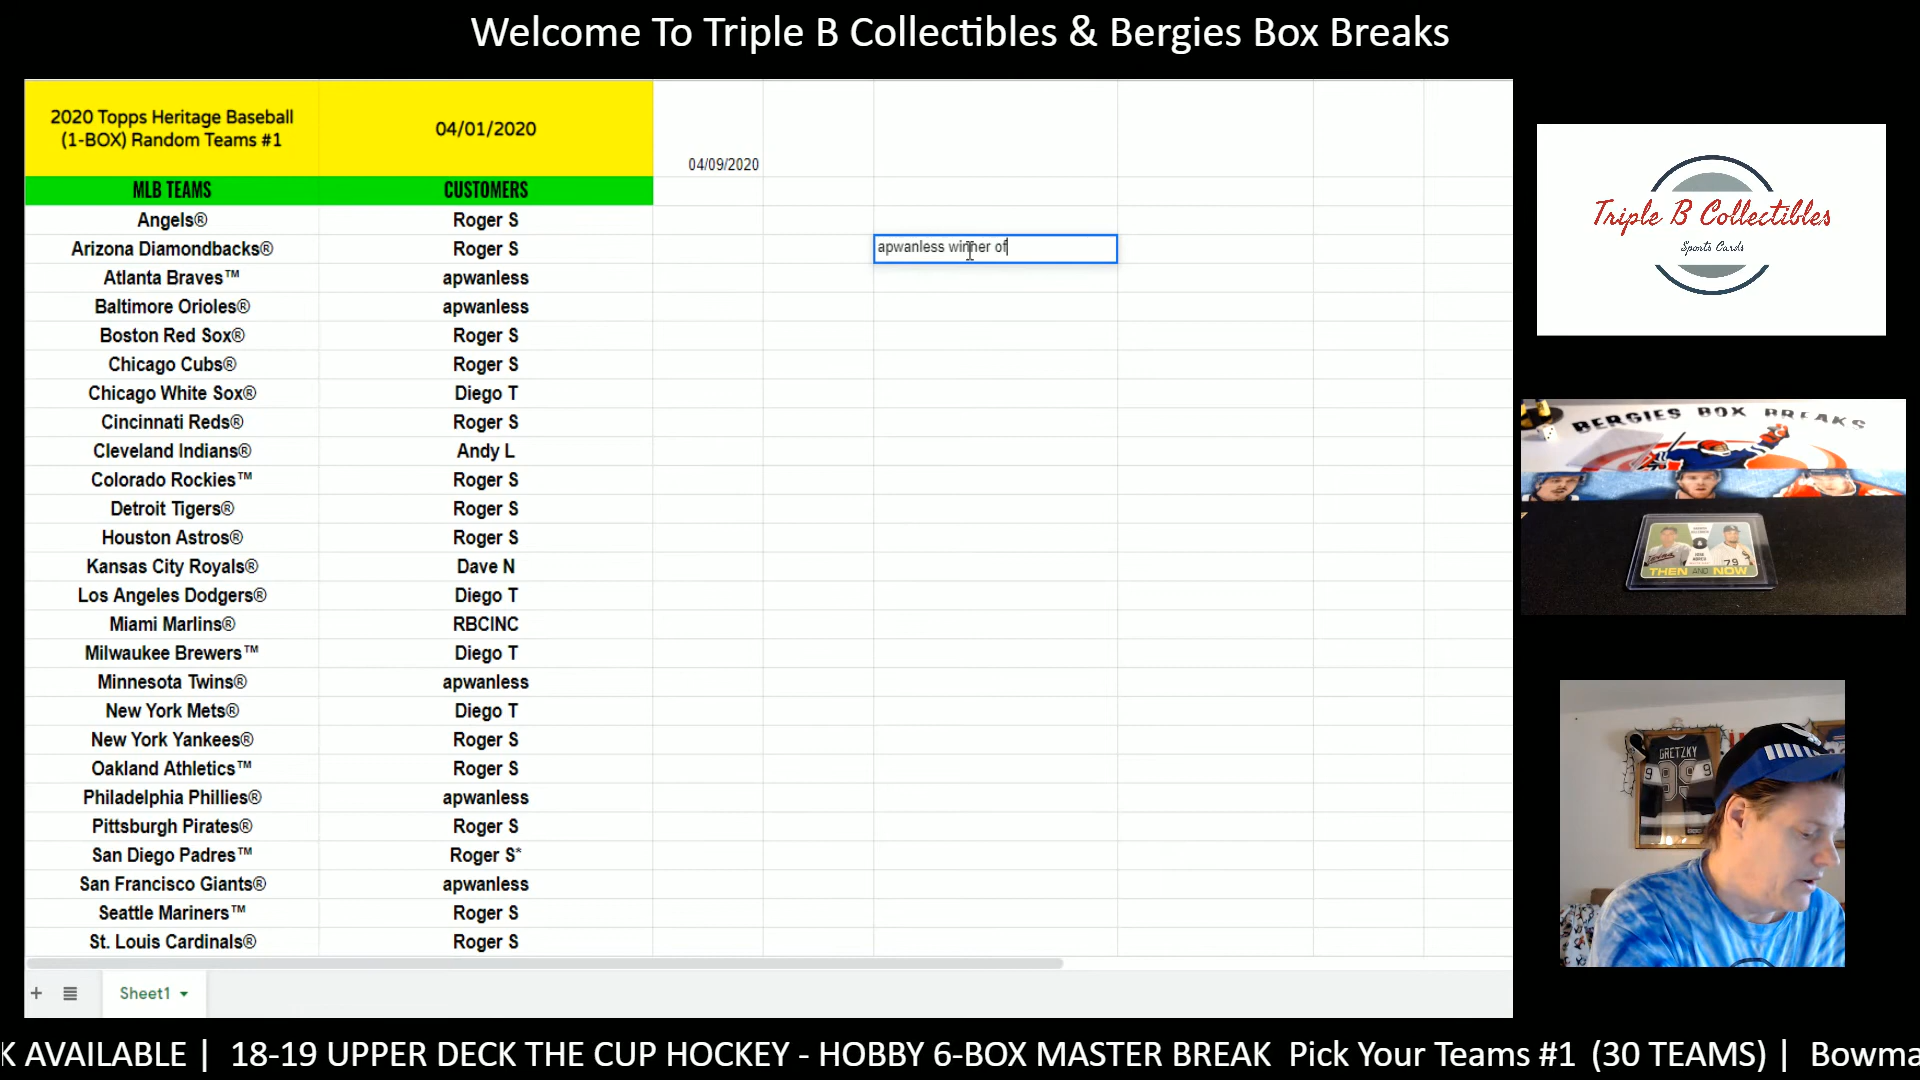 Welcome To Triple B Collectibles & Bergies Box Breaks
2020 Topps Heritage Baseball
(1-BOX) Random Teams #1
04/01/2020
04/09/2020
MLB TEAMS CUSTOMERS
Angels® Roger S
Arizona Diamondbacks® Roger S
apwanless winner of
Atlanta Braves™ apwanless
Baltimore Orioles® apwanless
Boston Red Sox® Roger S
Chicago Cubs® Roger S
Chicago White Sox® Diego T
Cincinnati Reds® Roger S
Cleveland Indians® Andy L
Colorado Rockies™ Roger S
Detroit Tigers® Roger S
Houston Astros® Roger S
Kansas City Royals® Dave N
Los Angeles Dodgers® Diego T
Miami Marlins® RBCINC
Milwaukee Brewers™ Diego T
Minnesota Twins® apwanless
New York Mets® Diego T
New York Yankees® Roger S
Oakland Athletics™ Roger S
Philadelphia Phillies® apwanless
Pittsburgh Pirates® Roger S
San Diego Padres™ Roger S*
San Francisco Giants® apwanless
Seattle Mariners™ Roger S
St. Louis Cardinals® Roger S
Sheet1
Triple B Collectibles
Sports Cards
BERGIES BOX BREAKS
79
THEN AND NOW
GRETZKY
9 99 9
K AVAILABLE | 18-19 UPPER DECK THE CUP HOCKEY - HOBBY 6-BOX MASTER BREAK Pick Your Teams #1 (30 TEAMS) | Bowma